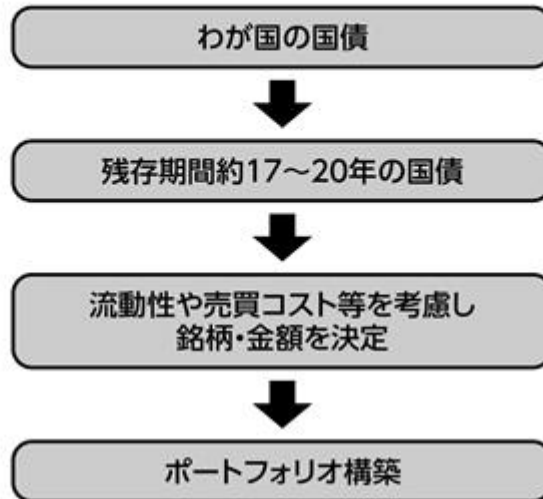 わが国の国債
残存期間約17～20年の国債
流動性や売買コスト等を考慮し
銘柄・金額を決定
ポートフォリオ構築